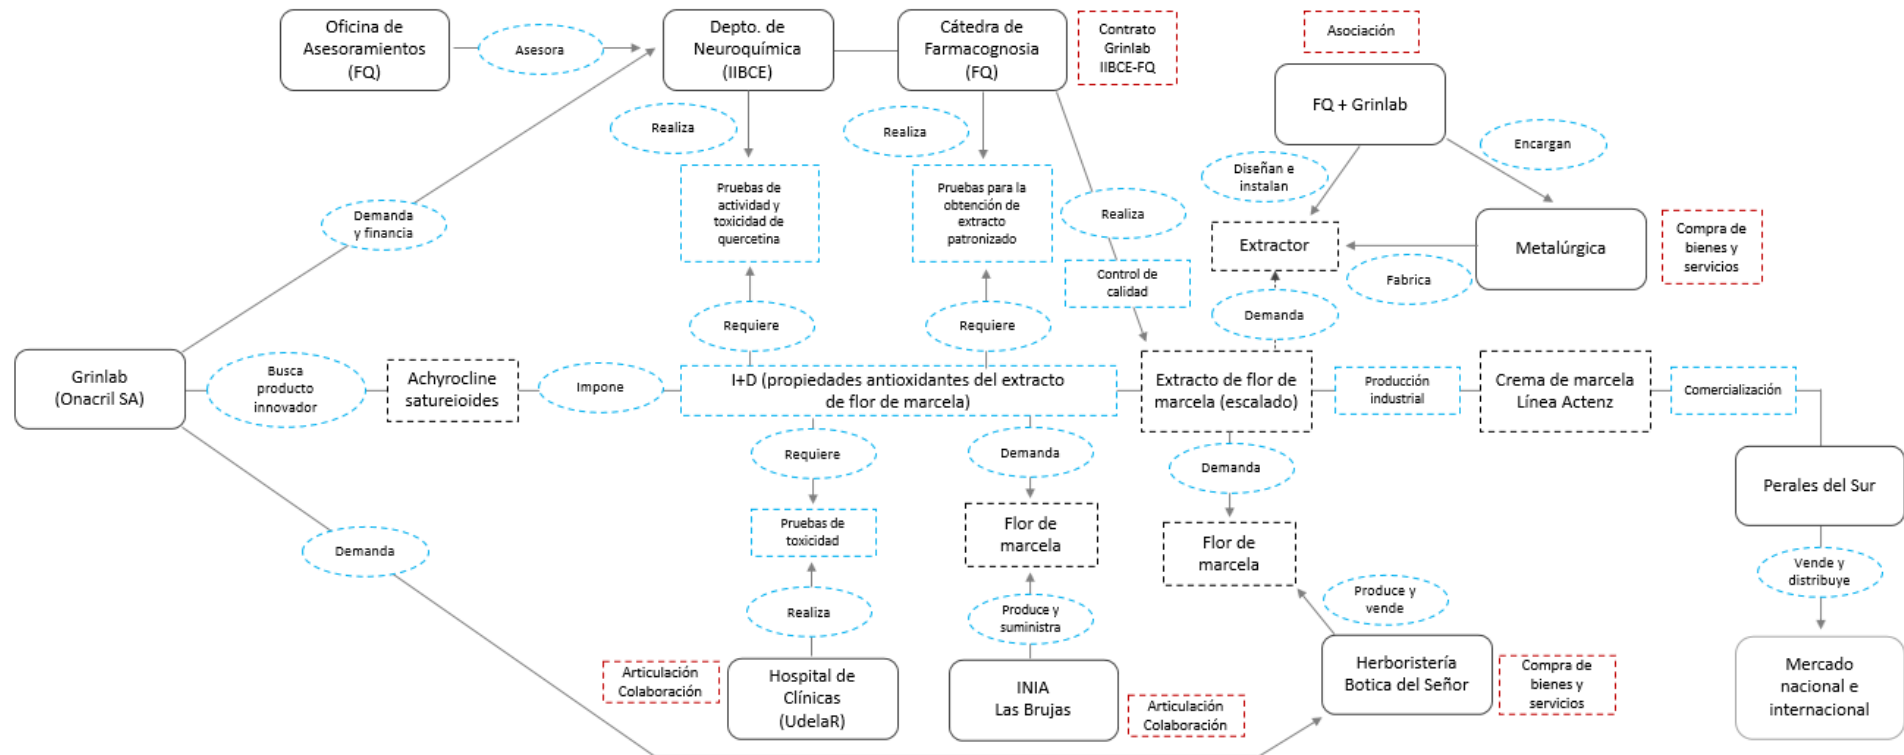 Oficina de
Asesoramientos
(FQ)
Asesora
Depto. de
Neuroquímica
(IIBCE)
Cátedra de
Farmacognosia
(FQ)
Contrato
Grinlab
IIBCE-FQ
Asociación
FQ + Grinlab
Realiza
Realiza
Encargan
Diseñan e
instalan
Pruebas de
actividad y
toxicidad de
quercetina
Pruebas para la
obtención de
extracto
patronizado
Demanda
y financia
Realiza
Extractor
Metalúrgica
Compra de
bienes y
servicios
Control de
calidad
Fabrica
Requiere
Requiere
Demanda
Grinlab
(Onacril SA)
Busca
producto
innovador
Achyrocline
satureioides
Impone
I+D (propiedades antioxidantes del extracto
de flor de marcela)
Extracto de flor de
marcela (escalado)
Producción
industrial
Crema de marcela
Línea Actenz
Comercialización
Requiere
Demanda
Demanda
Perales del Sur
Pruebas de
toxicidad
Flor de
marcela
Flor de
marcela
Demanda
Vende y
distribuye
Realiza
Produce y
suministra
Produce y
vende
Articulación
Colaboración
Hospital de
Clínicas
(UdelaR)
INIA
Las Brujas
Articulación
Colaboración
Herboristería
Botica del Señor
Compra de
bienes y
servicios
Mercado
nacional e
internacional